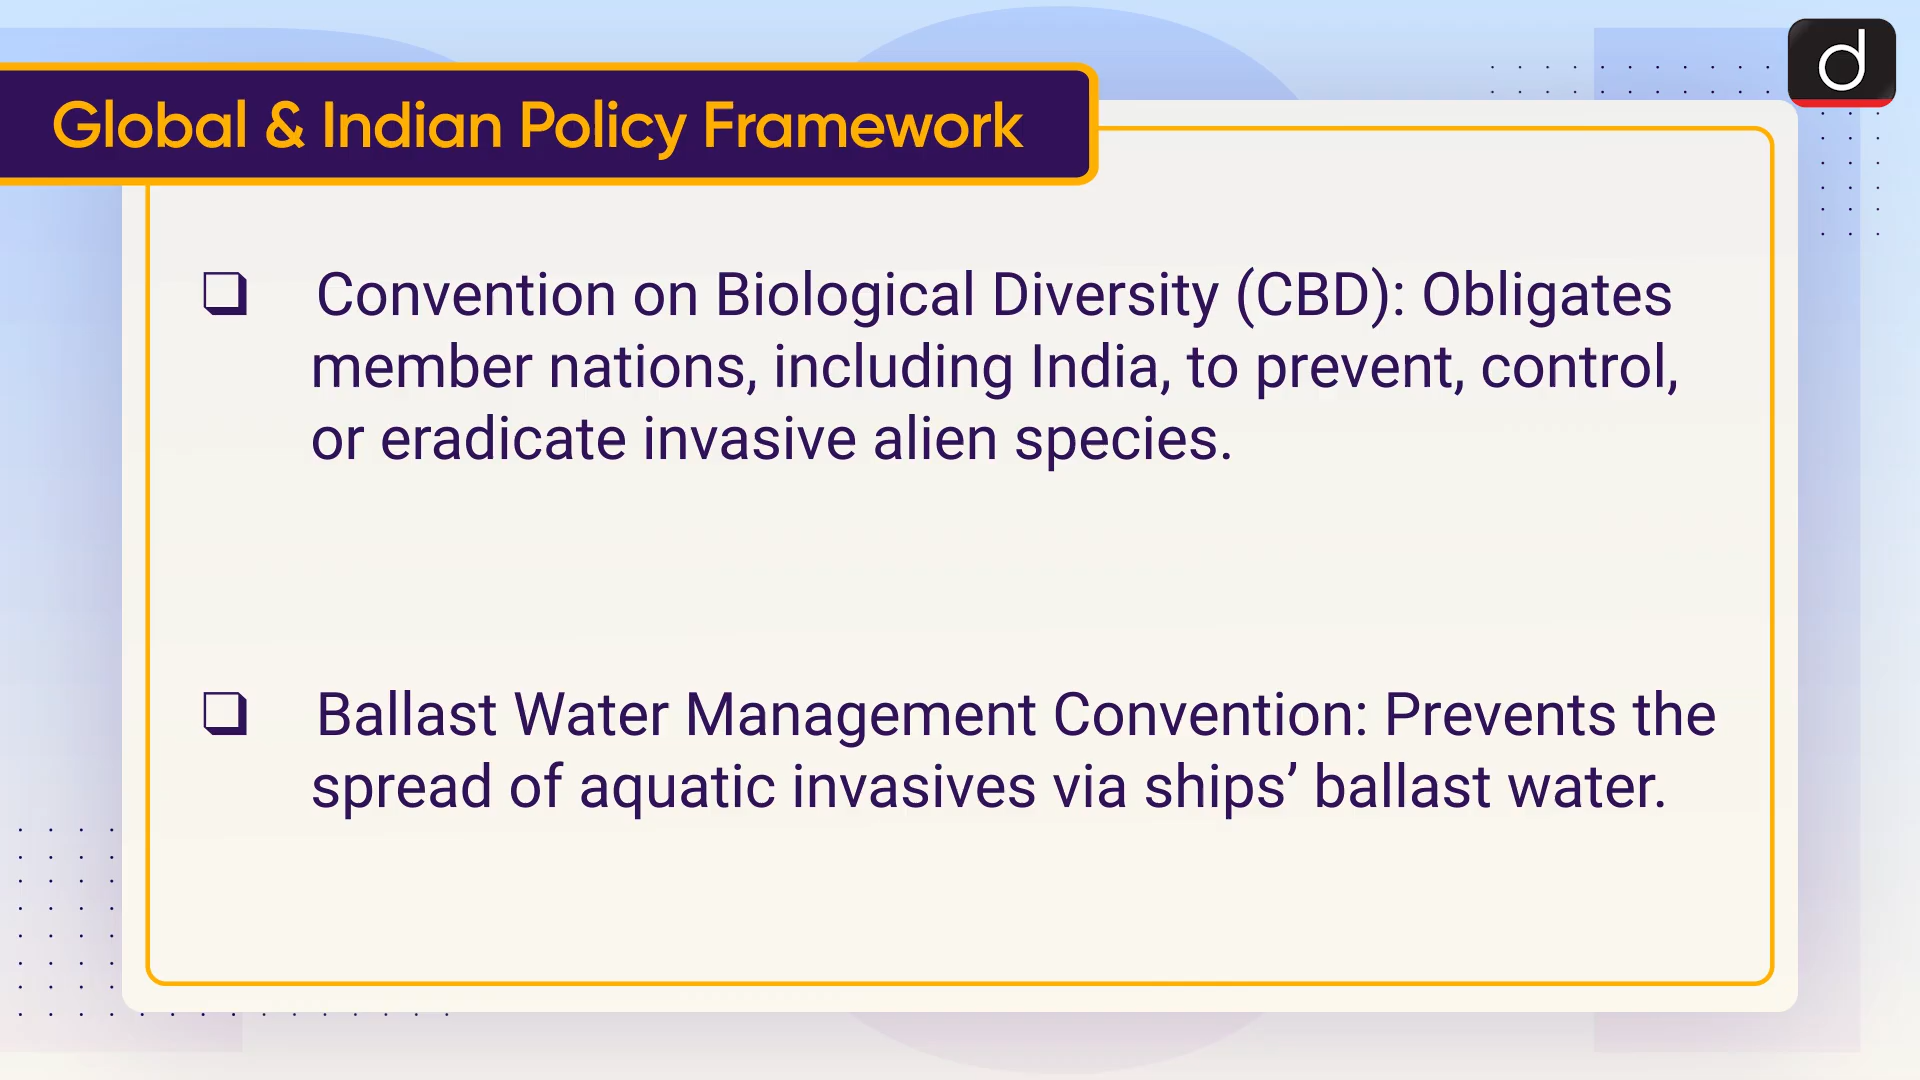 Global & Indian Policy Framework
d
❑ Convention on Biological Diversity (CBD): Obligates
member nations, including India, to prevent, control,
or eradicate invasive alien species.
❑ Ballast Water Management Convention: Prevents the
spread of aquatic invasives via ships’ ballast water.